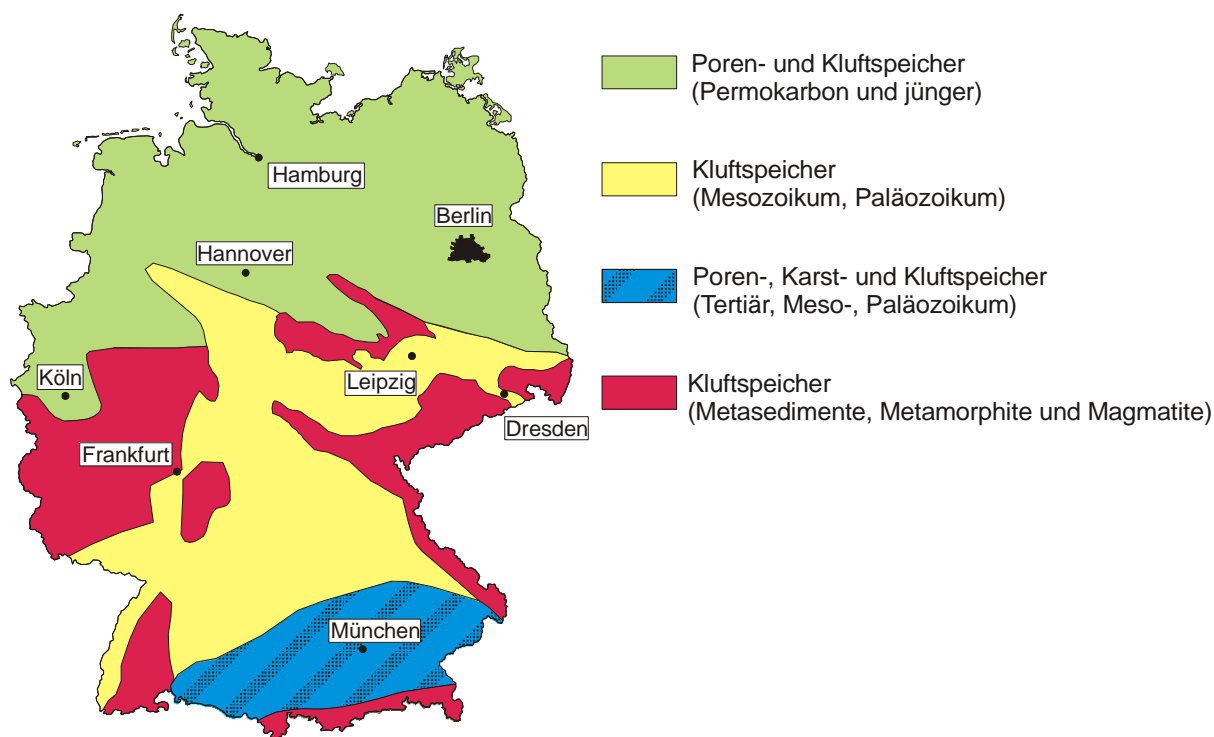 Hamburg
Berlin
Hannover
Köln
Leipzig
Dresden
Frankfurt
München
Poren- und Kluftspeicher
(Permokarbon und jünger)
Kluftspeicher
(Mesozoikum, Paläozoikum)
Poren-, Karst- und Kluftspeicher
(Tertiär, Meso-, Paläozoikum)
Kluftspeicher
(Metasedimente, Metamorphite und Magmatite)